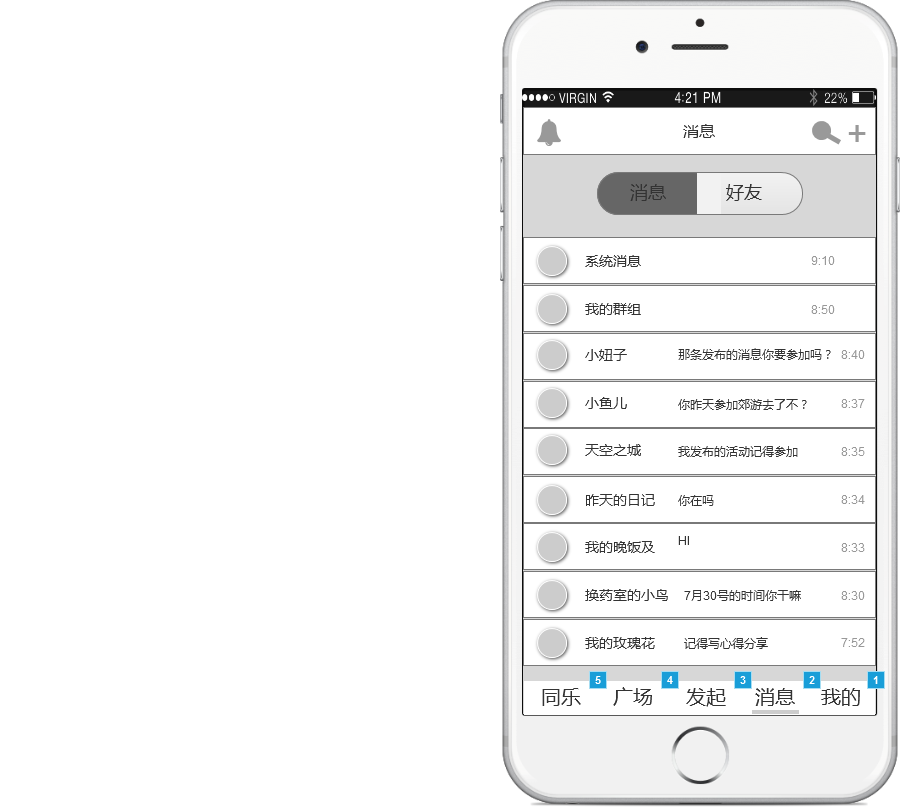 VIRGIN 4:21 PM 22%
消息
消息 好友
系统消息 9:10
我的群组 8:50
小妞子 那条发布的消息你要参加吗？ 8:40
小鱼儿 你昨天参加郊游去了不？ 8:37
天空之城 我发布的活动记得参加 8:35
昨天的日记 你在吗 8:34
我的晚饭及 HI 8:33
换药室的小鸟 7月30号的时间你干嘛 8:30
我的玫瑰花 记得写心得分享 7:52
5 4 3 2 1
同乐 广场 发起 消息 我的